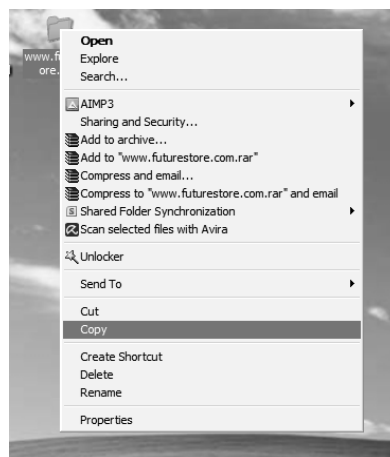 www.f
ore.
Open
Explore
Search...
AIMP3
Sharing and Security...
Add to archive...
Add to "www.futurestore.com.rar"
Compress and email...
Compress to "www.futurestore.com.rar" and email
Shared Folder Synchronization
Scan selected files with Avira
Unlocker
Send To
Cut
Copy
Create Shortcut
Delete
Rename
Properties